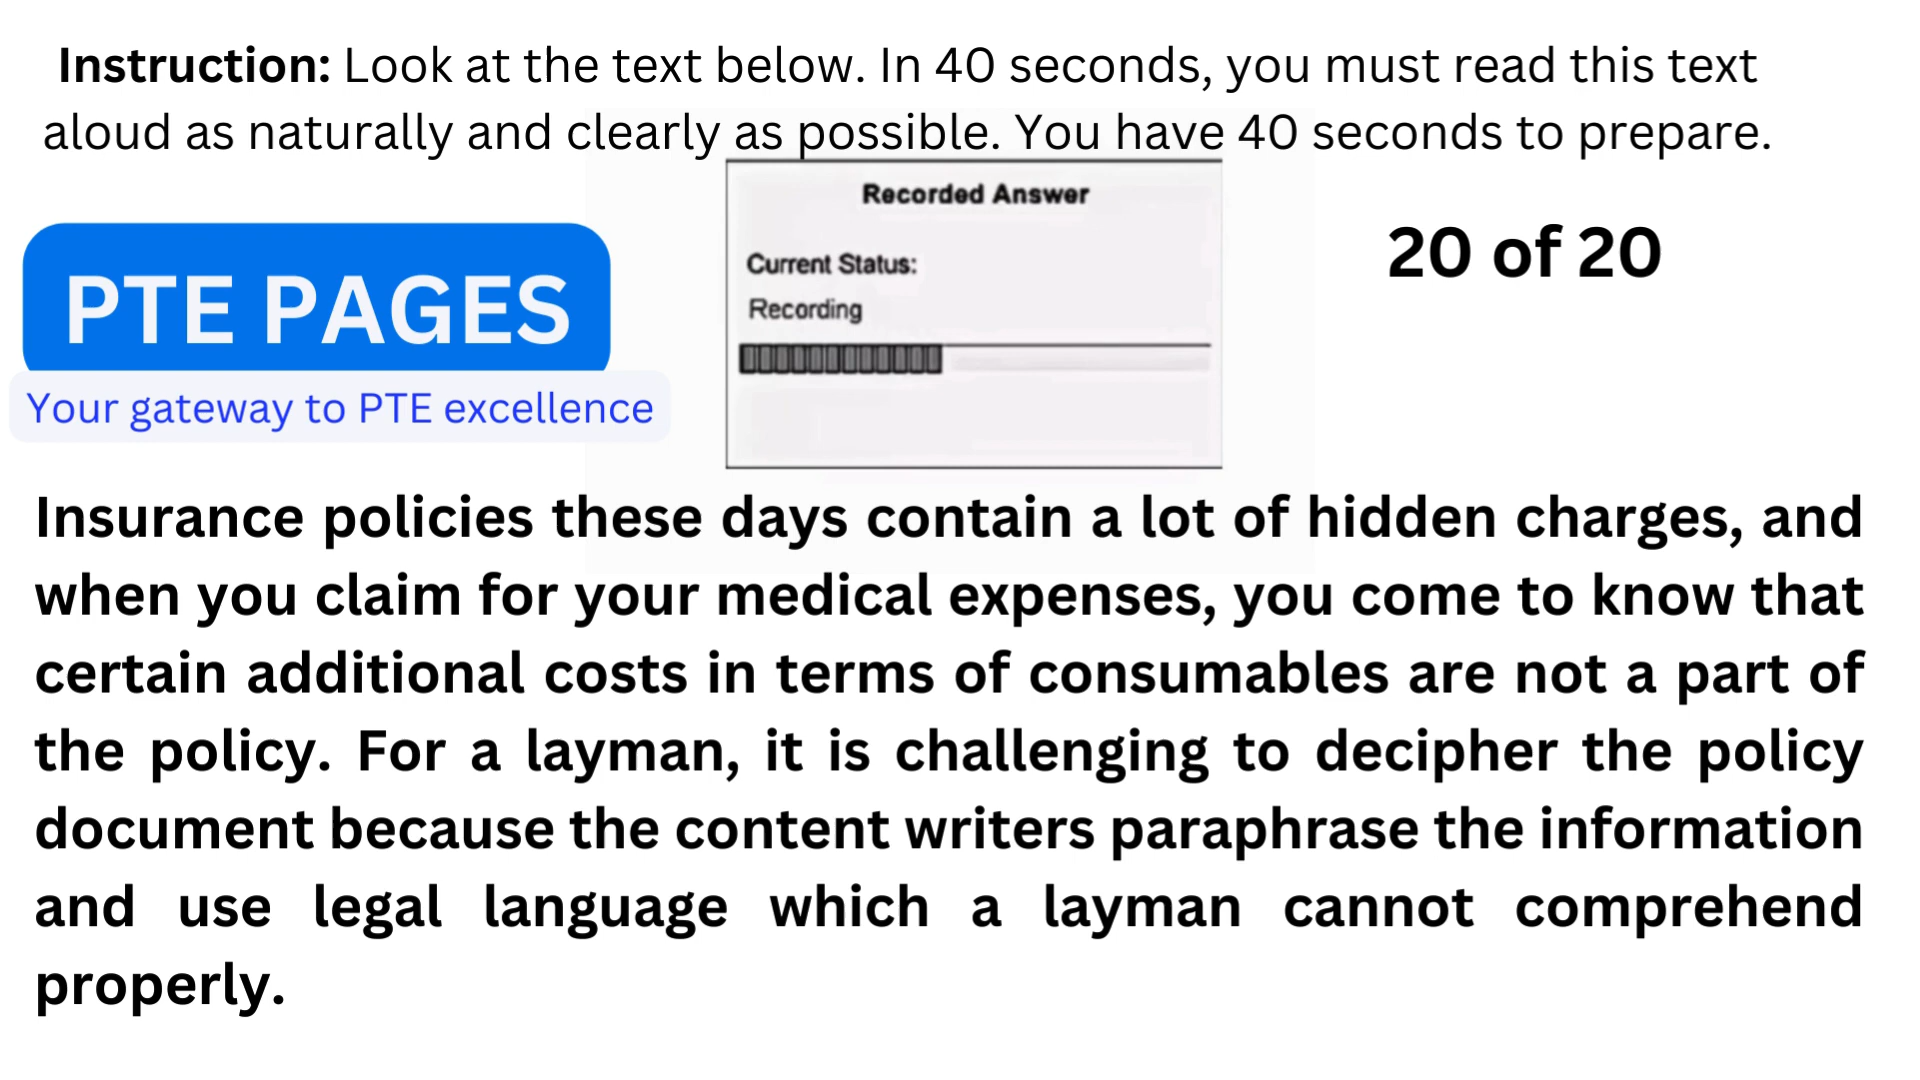 Instruction: Look at the text below. In 40 seconds, you must read this text
aloud as naturally and clearly as possible. You have 40 seconds to prepare.
Recorded Answer
Current Status:
Recording
20 of 20
PTE PAGES
Your gateway to PTE excellence
Insurance policies these days contain a lot of hidden charges, and
when you claim for your medical expenses, you come to know that
certain additional costs in terms of consumables are not a part of
the policy. For a layman, it is challenging to decipher the policy
document because the content writers paraphrase the information
and use legal language which a layman cannot comprehend
properly.